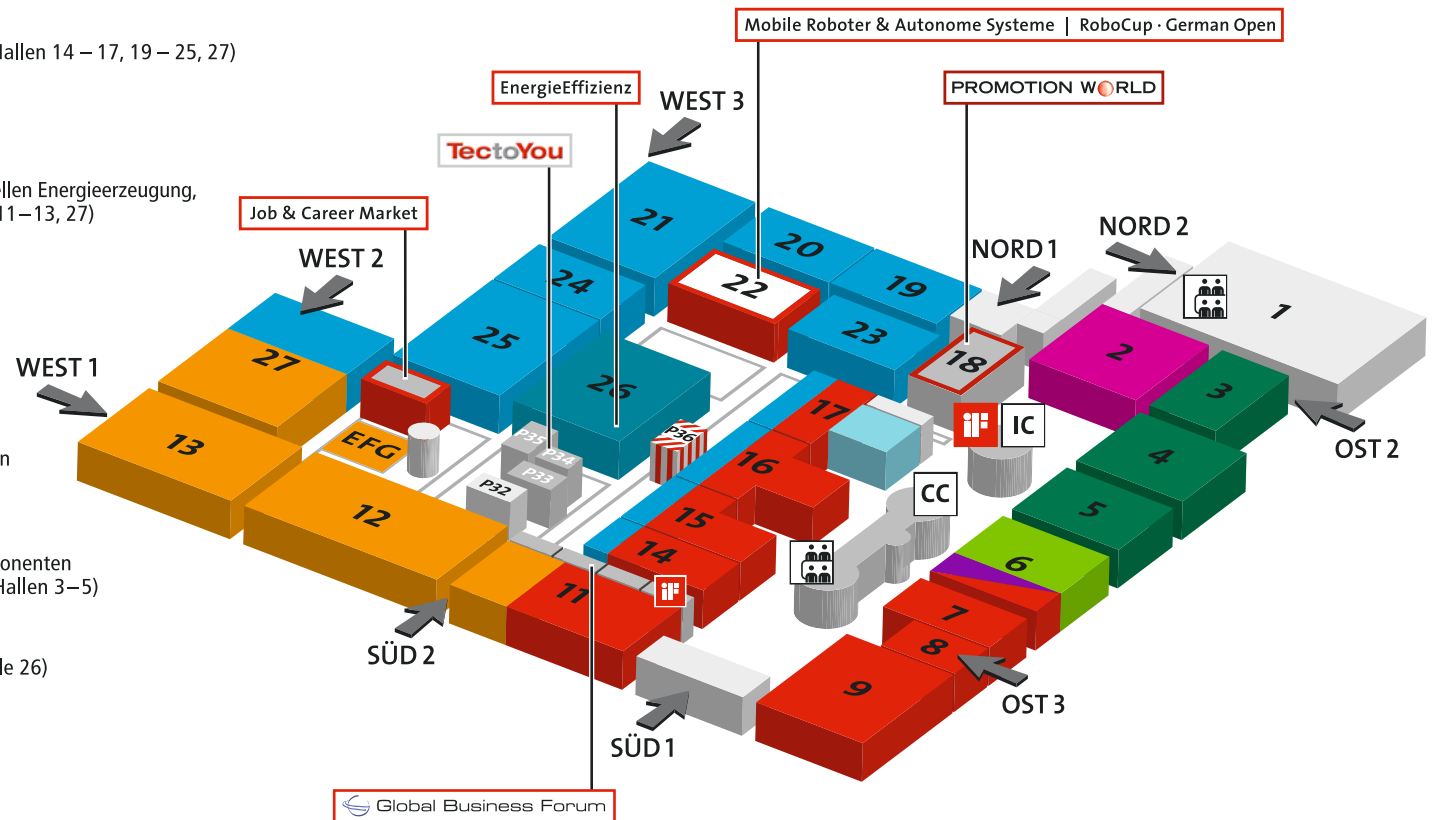 Mobile Roboter & Autonome Systeme | RoboCup · German Open
Hallen 14 – 17, 19 – 25, 27)
EnergieEffizienz
PROMOTION WORLD
WEST 3
TectoYou
ellen Energieerzeugung,
11–13, 27)
Job & Career Market
21
NORD 2
20
NORD 1
WEST 2
24
22
19
1
25
23
2
27
18
3
WEST 1
26
17
iF
IC
OST 2
13
EFG
P35
P34
P36
P33
P32
16
4
en
CC
12
15
5
14
6
onenten
Hallen 3–5)
11
iF
7
SÜD 2
8
le 26)
9
OST 3
SÜD 1
Global Business Forum